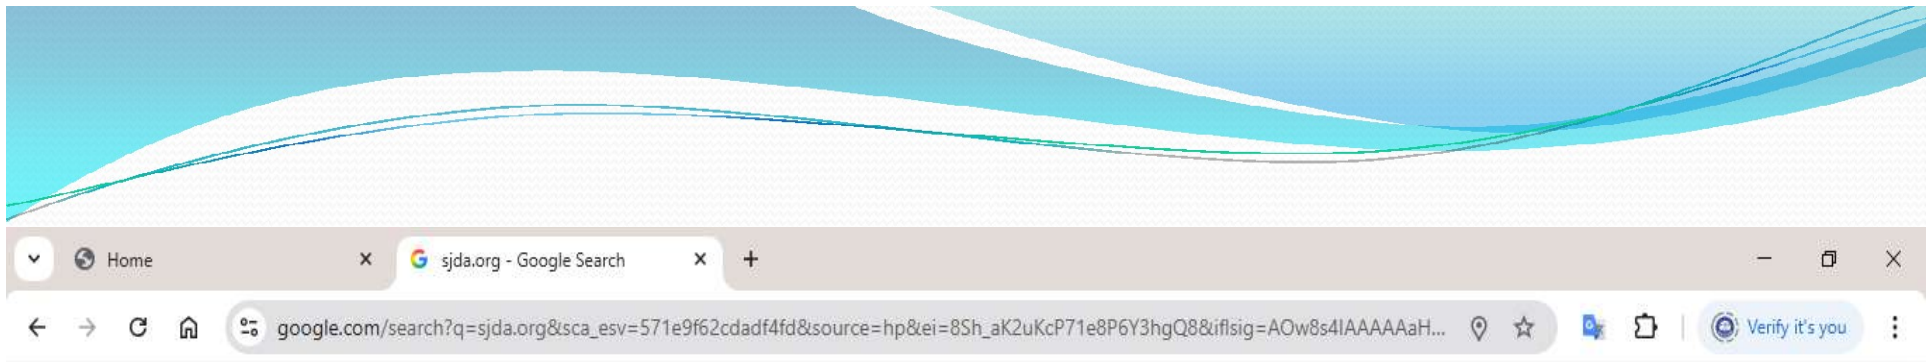 Home
sjda.org - Google Search
google.com/search?q=sjda.org&sca_esv=571e9f62cdadf4fd&source=hp&ei=8Sh_aK2uKcP71e8P6Y3hgQ8&iflsig=AOw8s4IAAAAAaH...
Verify it's you